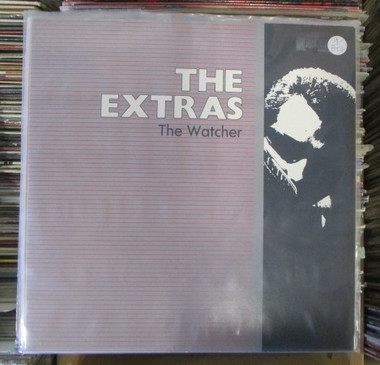 THE
EXTRAS
The Watcher